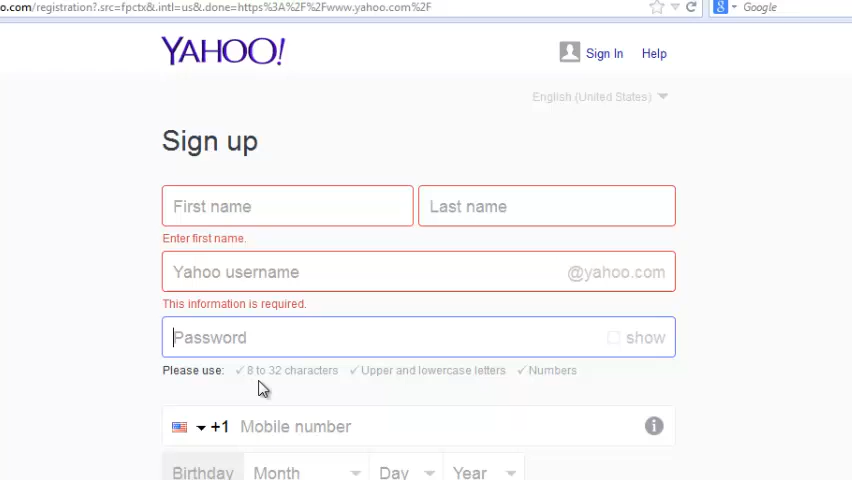 o.com/registration?.src=fpctx&.intl=us&.done=https%3A%2F%2Fwww.yahoo.com%2F
Google
YAHOO!
Sign In
Help
English (United States)
Sign up
First name
Last name
Enter first name.
Yahoo username
@yahoo.com
This information is required.
Password
show
Please use: ✓ 8 to 32 characters ✓ Upper and lowercase letters ✓ Numbers
+1 Mobile number
Birthday Month Day Year